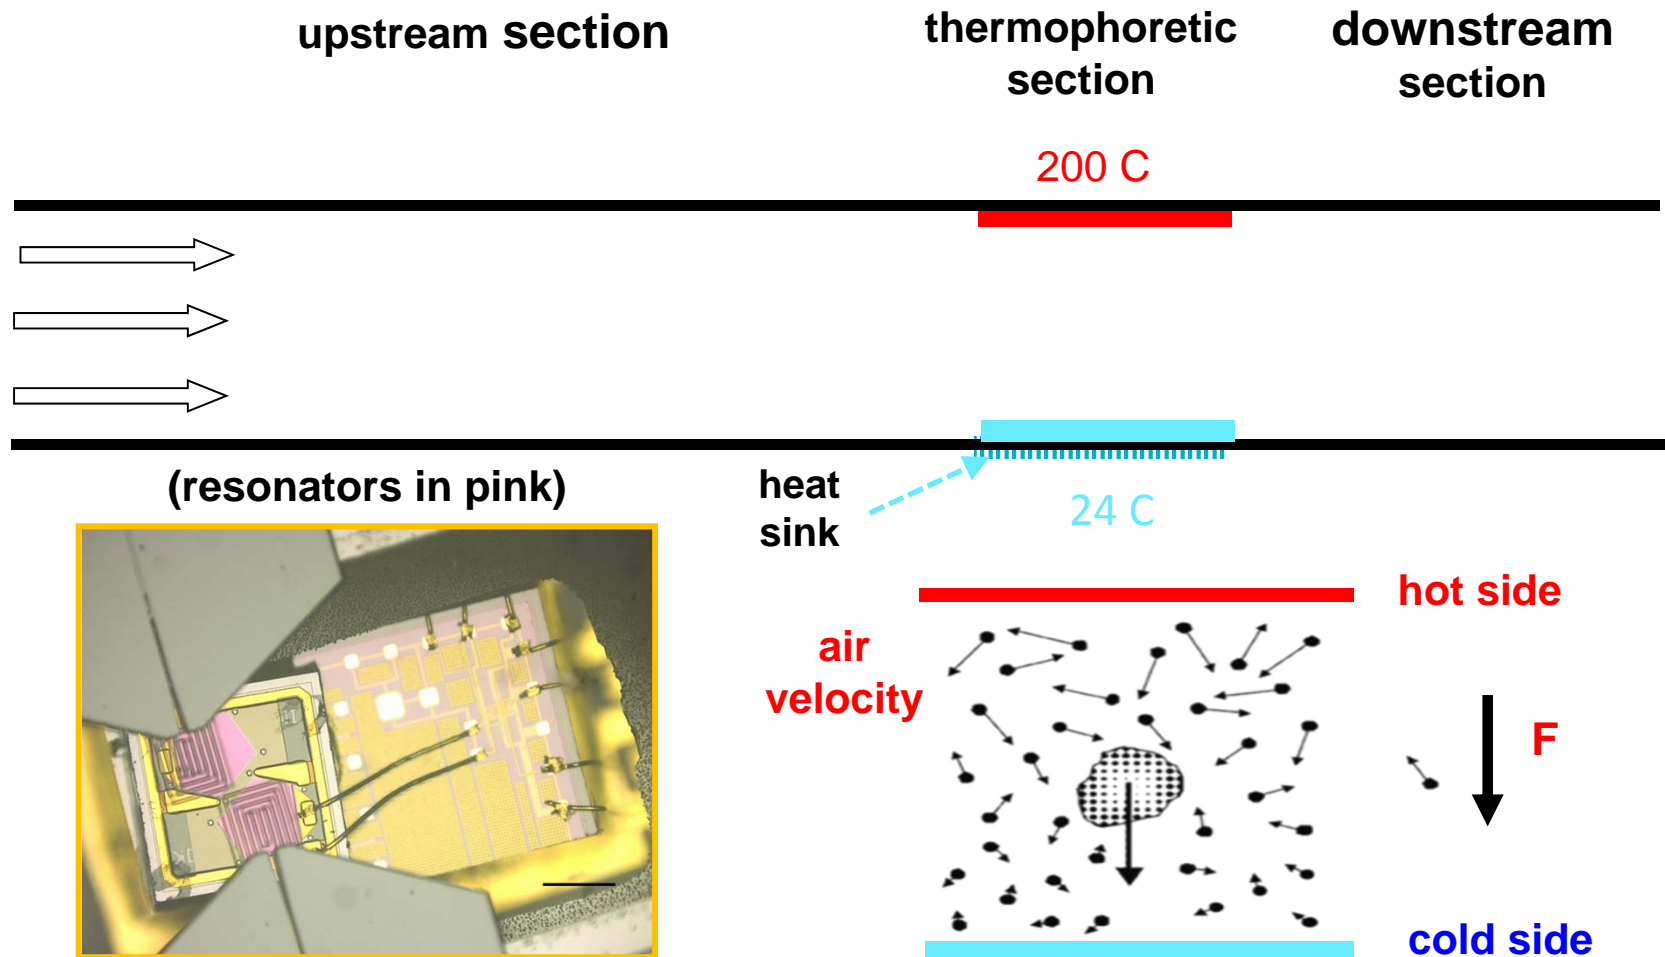 upstream section
thermophoretic
section
downstream
section
200 C
(resonators in pink)
heat
sink
24 C
hot side
air
velocity
F
cold side